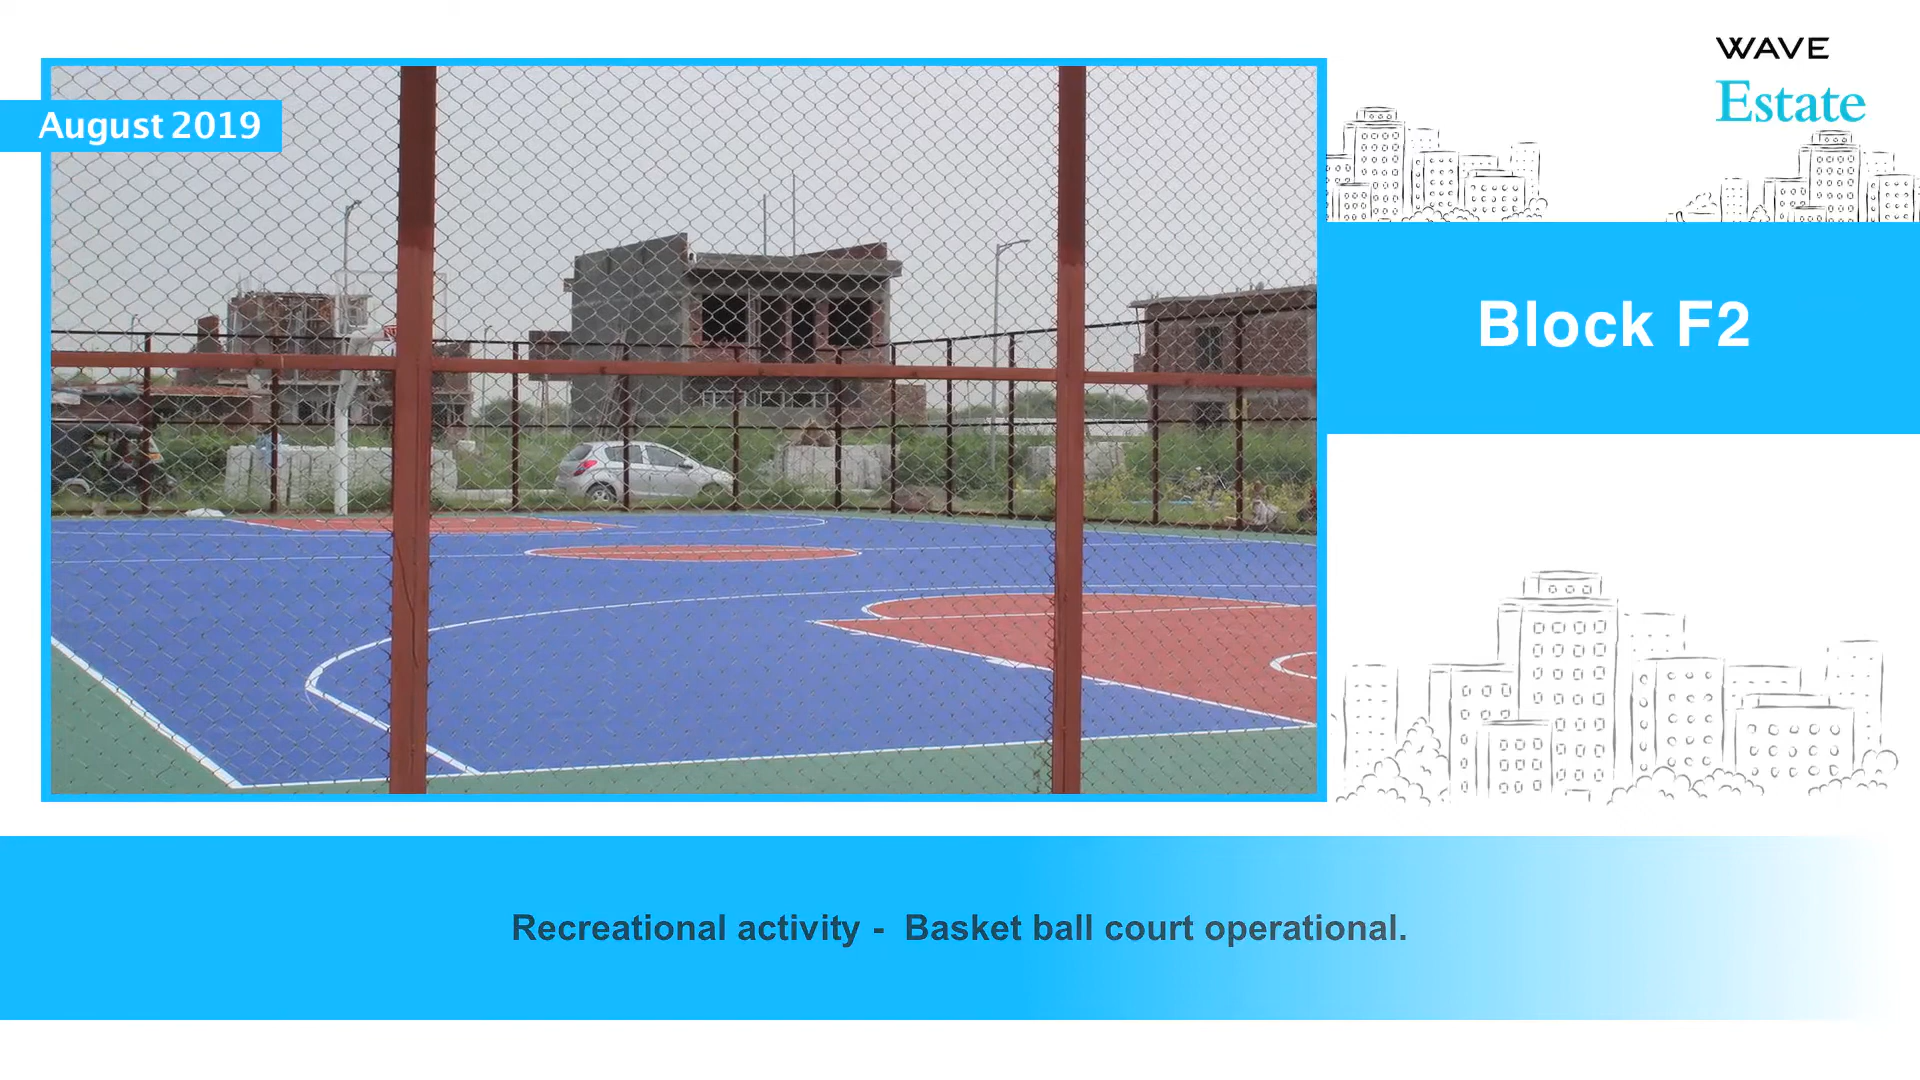 WAVE
Estate
August 2019
Block F2
Recreational activity -  Basket ball court operational.